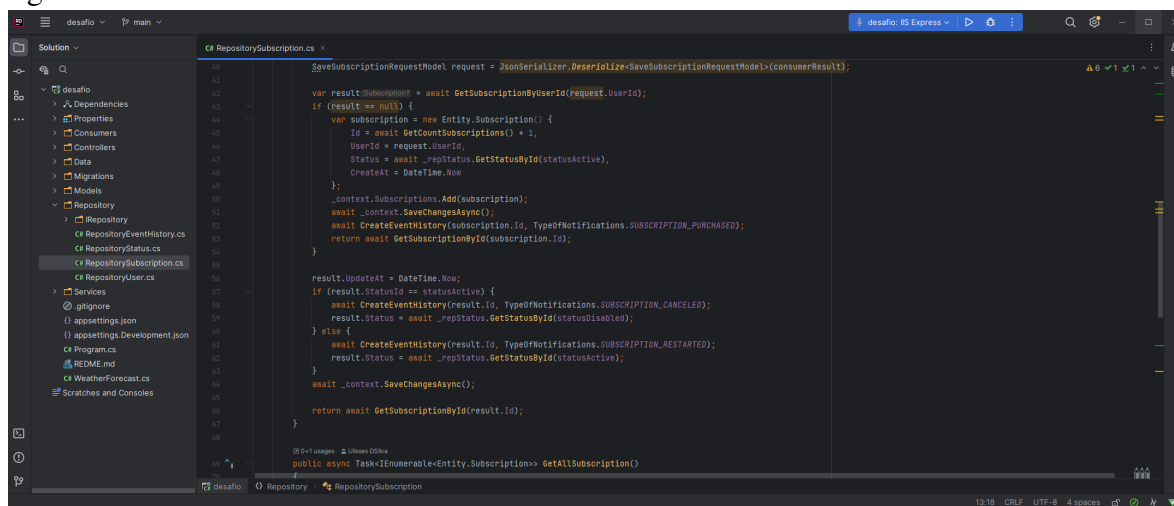 desafio main desafio: IIS Express
Solution
C# RepositorySubscription.cs ×
desafio
Dependencies
Properties
Consumers
Controllers
Data
Migrations
Models
Repository
IRepository
C# RepositoryEventHistory.cs
C# RepositoryStatus.cs
C# RepositorySubscription.cs
C# RepositoryUser.cs
Services
.gitignore
{} appsettings.json
{} appsettings.Development.json
C# Program.cs
REDME.md
C# WeatherForecast.cs
Scratches and Consoles
6 1 1
40 SaveSubscriptionRequestModel request = JsonSerializer.Deserialize<SaveSubscriptionRequestModel>(consumerResult);
41
42 var result Subscription? = await GetSubscriptionByUserId(request.UserId);
43 if (result == null) {
44 var subscription = new Entity.Subscription() {
45 Id = await GetCountSubscriptions() + 1,
46 UserId = request.UserId,
47 Status = await _repStatus.GetStatusById(statusActive),
48 CreateAt = DateTime.Now
49 };
50 _context.Subscriptions.Add(subscription);
51 await _context.SaveChangesAsync();
52 await CreateEventHistory(subscription.Id, TypeOfNotifications.SUBSCRIPTION_PURCHASED);
53 return await GetSubscriptionById(subscription.Id);
54 }
55
56 result.UpdateAt = DateTime.Now;
57 if (result.StatusId == statusActive) {
58 await CreateEventHistory(result.Id, TypeOfNotifications.SUBSCRIPTION_CANCELED);
59 result.Status = await _repStatus.GetStatusById(statusDisabled);
60 } else {
61 await CreateEventHistory(result.Id, TypeOfNotifications.SUBSCRIPTION_RESTARTED);
62 result.Status = await _repStatus.GetStatusById(statusActive);
63 }
64 await _context.SaveChangesAsync();
65
66 return await GetSubscriptionById(result.Id);
67 }
68
0+1 usages Ulisses DSilva
69 public async Task<IEnumerable<Entity.Subscription>> GetAllSubscription()
desafio Repository RepositorySubscription
13:18 CRLF UTF-8 4 spaces